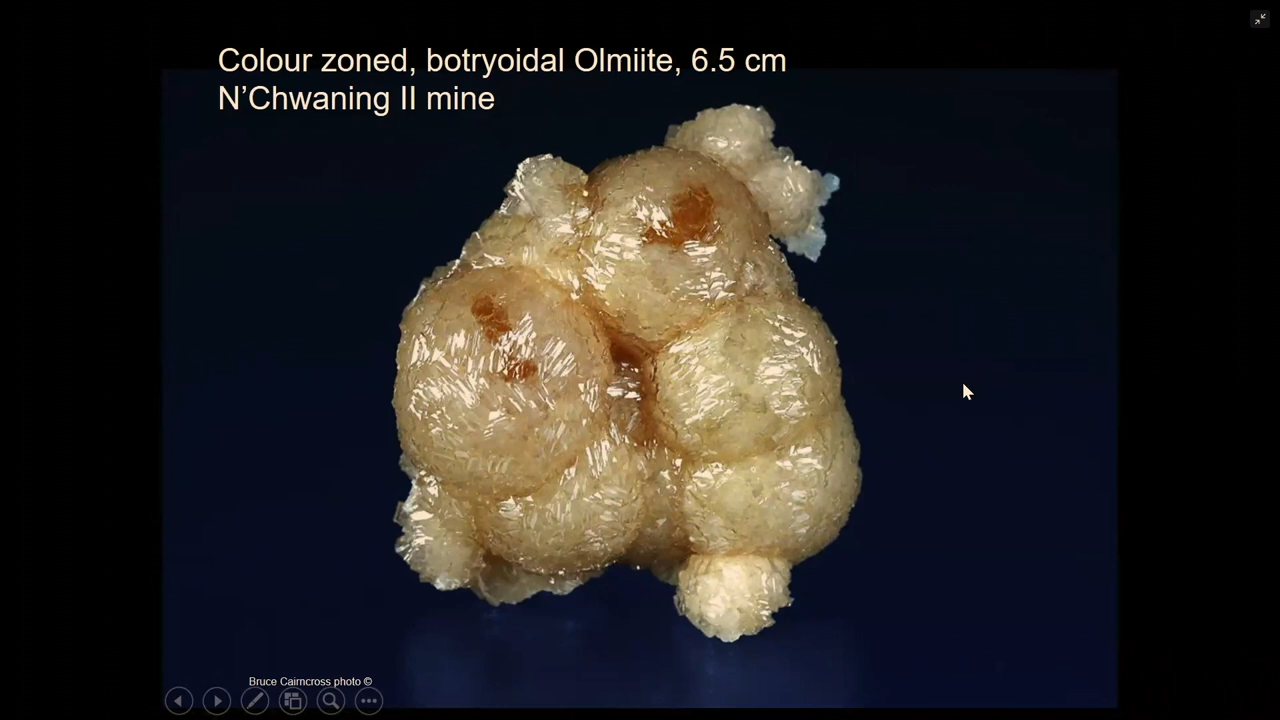 Colour zoned, botryoidal Olmiite, 6.5 cm
N’Chwaning II mine
Bruce Cairncross photo ©